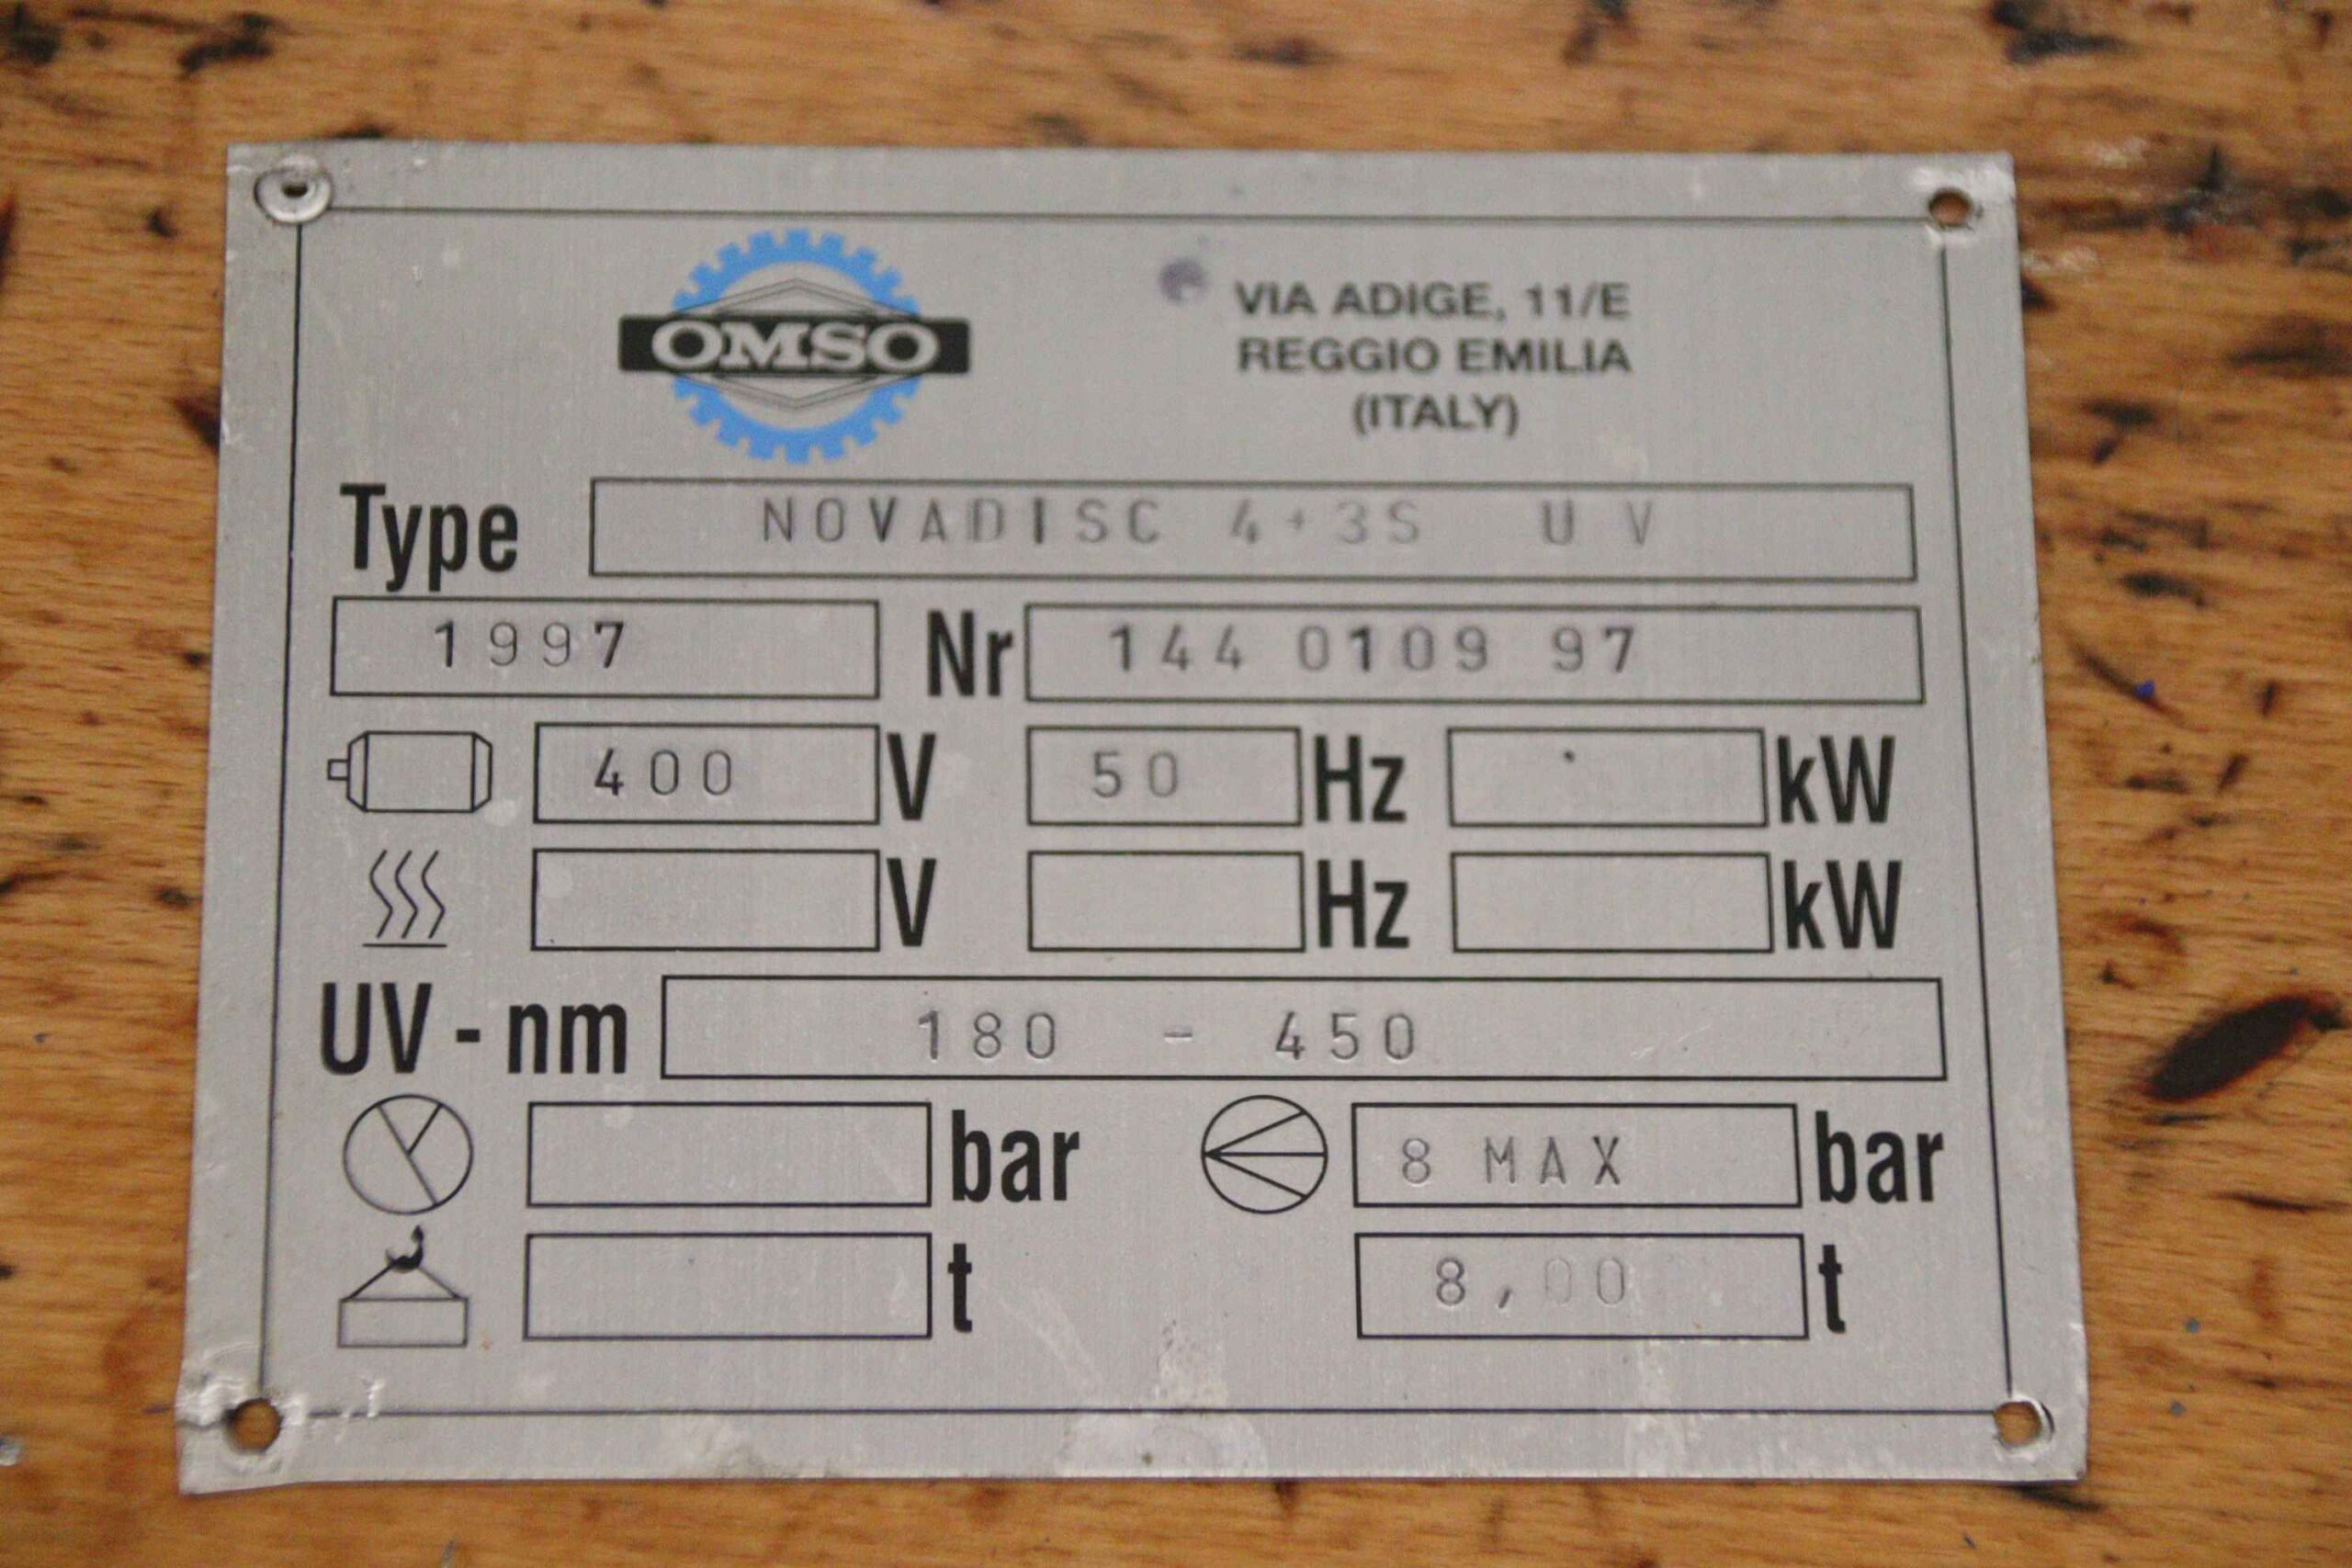 OMSO
VIA ADIGE, 11/E
REGGIO EMILIA
(ITALY)
Type NOVADISC 4+3S UV
1997 Nr 144 0109 97
400 V 50 Hz kW
V Hz kW
UV - nm 180 - 450
bar 8 MAX bar
t 8,00 t